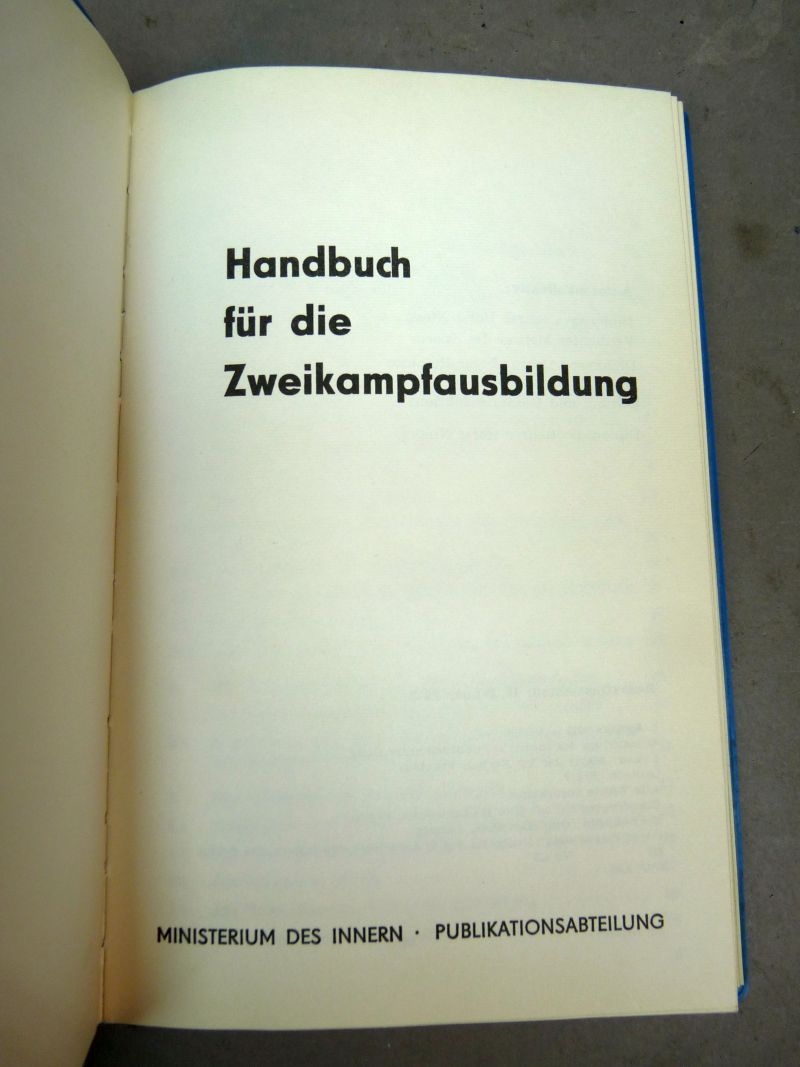 Handbuch
für die
Zweikampfausbildung
MINISTERIUM DES INNERN · PUBLIKATIONSABTEILUNG